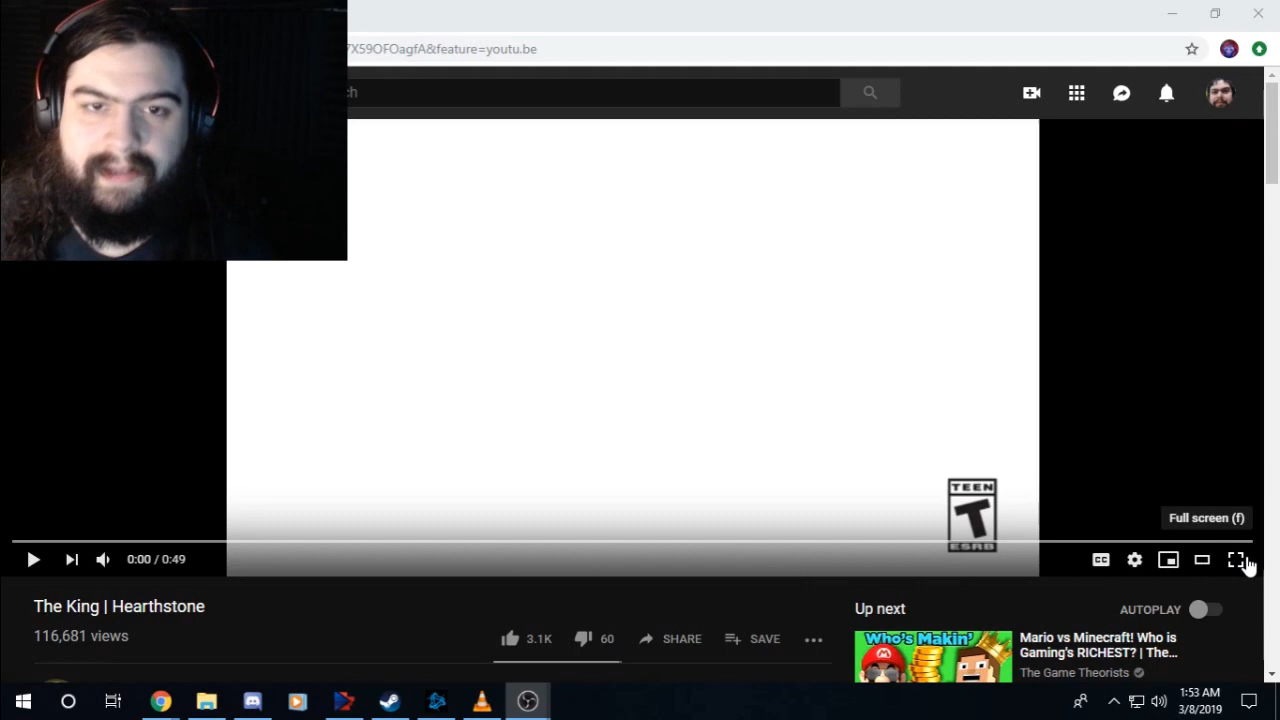 7X59OFOagfA&feature=youtu.be
ch
TEEN
T
ESRB
Full screen (f)
0:00 / 0:49
CC
The King | Hearthstone
116,681 views
3.1K
60
SHARE
SAVE
Up next
AUTOPLAY
Who's Makin'
Mario vs Minecraft! Who is
Gaming's RICHEST? | The...
The Game Theorists
1:53 AM
3/8/2019